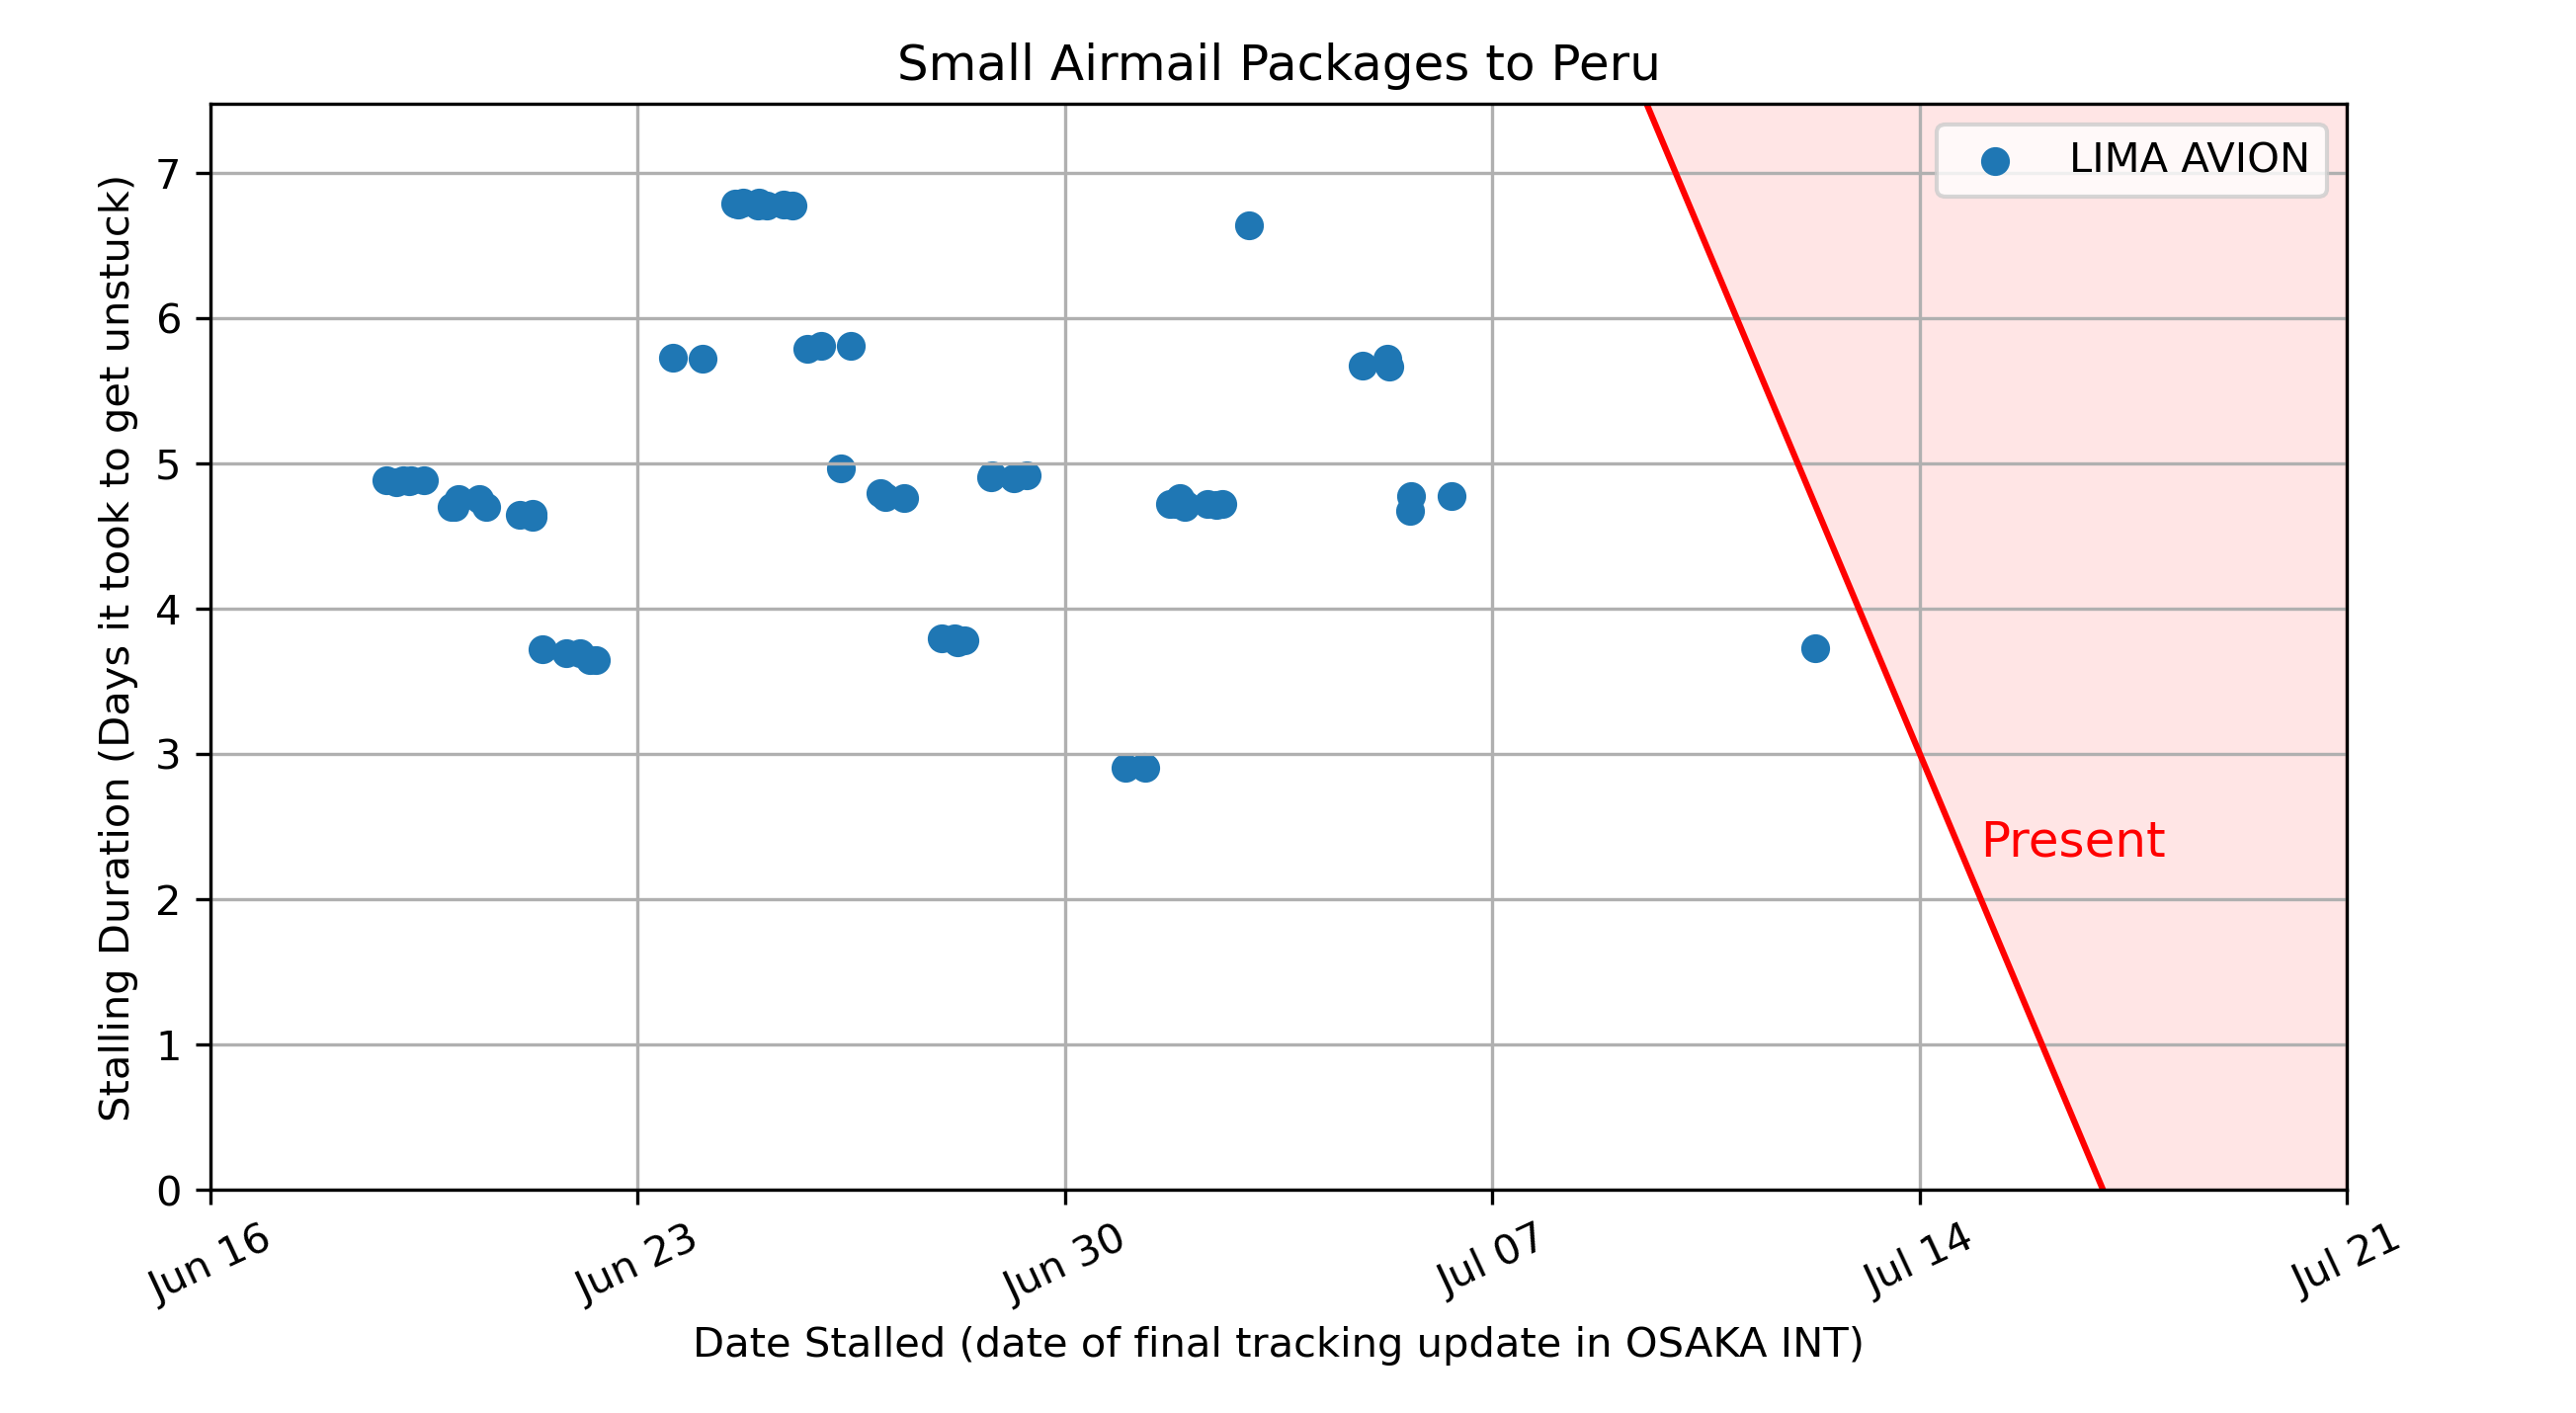 Small Airmail Packages to Peru
LIMA AVION
Stalling Duration (Days it took to get unstuck)
7
6
5
4
3
2
1
0
Present
Jun 16
Jun 23
Jun 30
Jul 07
Jul 14
Jul 21
Date Stalled (date of final tracking update in OSAKA INT)